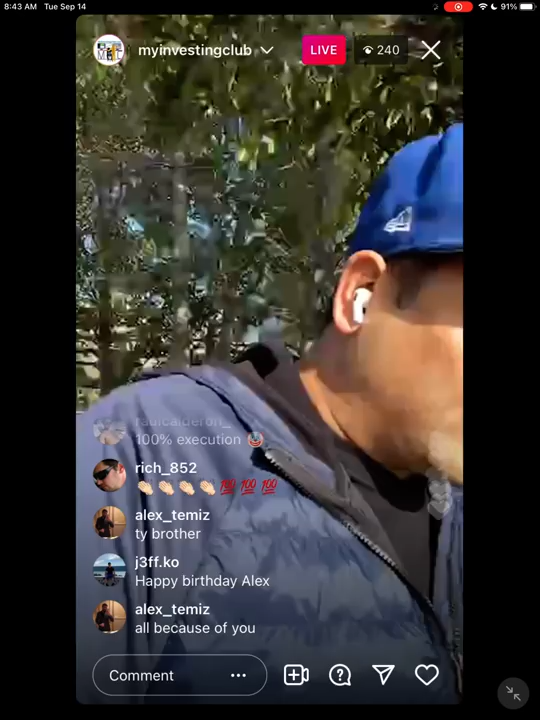 8:43 AM Tue Sep 14
91%
myinvestingclub
LIVE
240
100% execution
rich_852
👏🏻👏🏻👏🏻👏🏻💯💯💯
alex_temiz
ty brother
j3ff.ko
Happy birthday Alex
alex_temiz
all because of you
Comment